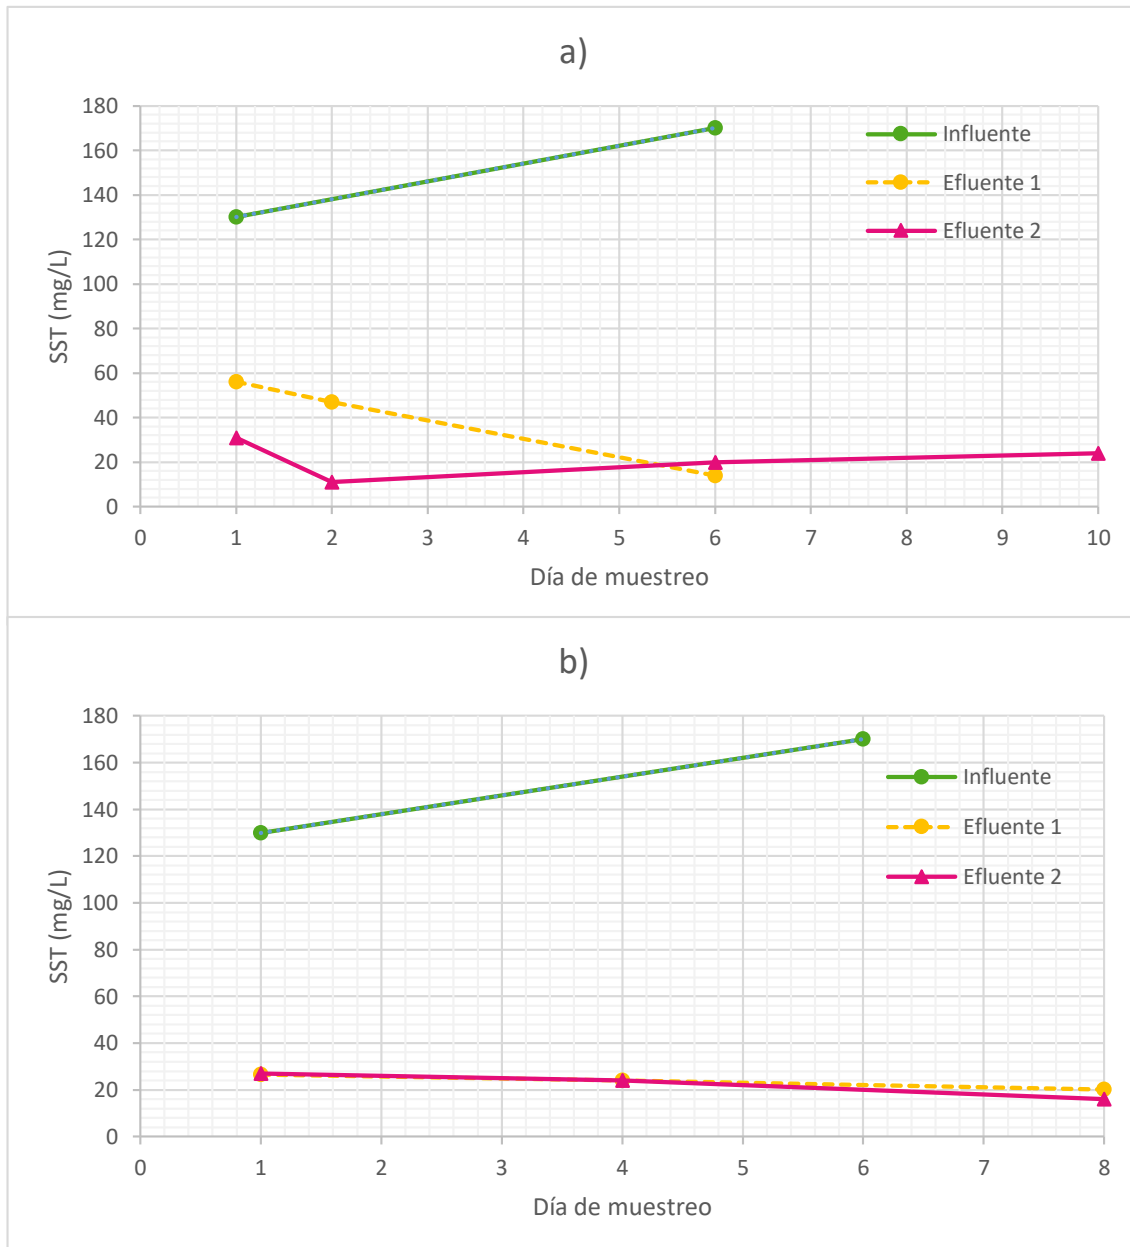 a)
180
160
140
120
100
80
60
40
20
0
SST (mg/L)
Influente
Efluente 1
Efluente 2
0 1 2 3 4 5 6 7 8 9 10
Día de muestreo
b)
180
160
140
120
100
80
60
40
20
0
SST (mg/L)
Influente
Efluente 1
Efluente 2
0 1 2 3 4 5 6 7 8
Día de muestreo